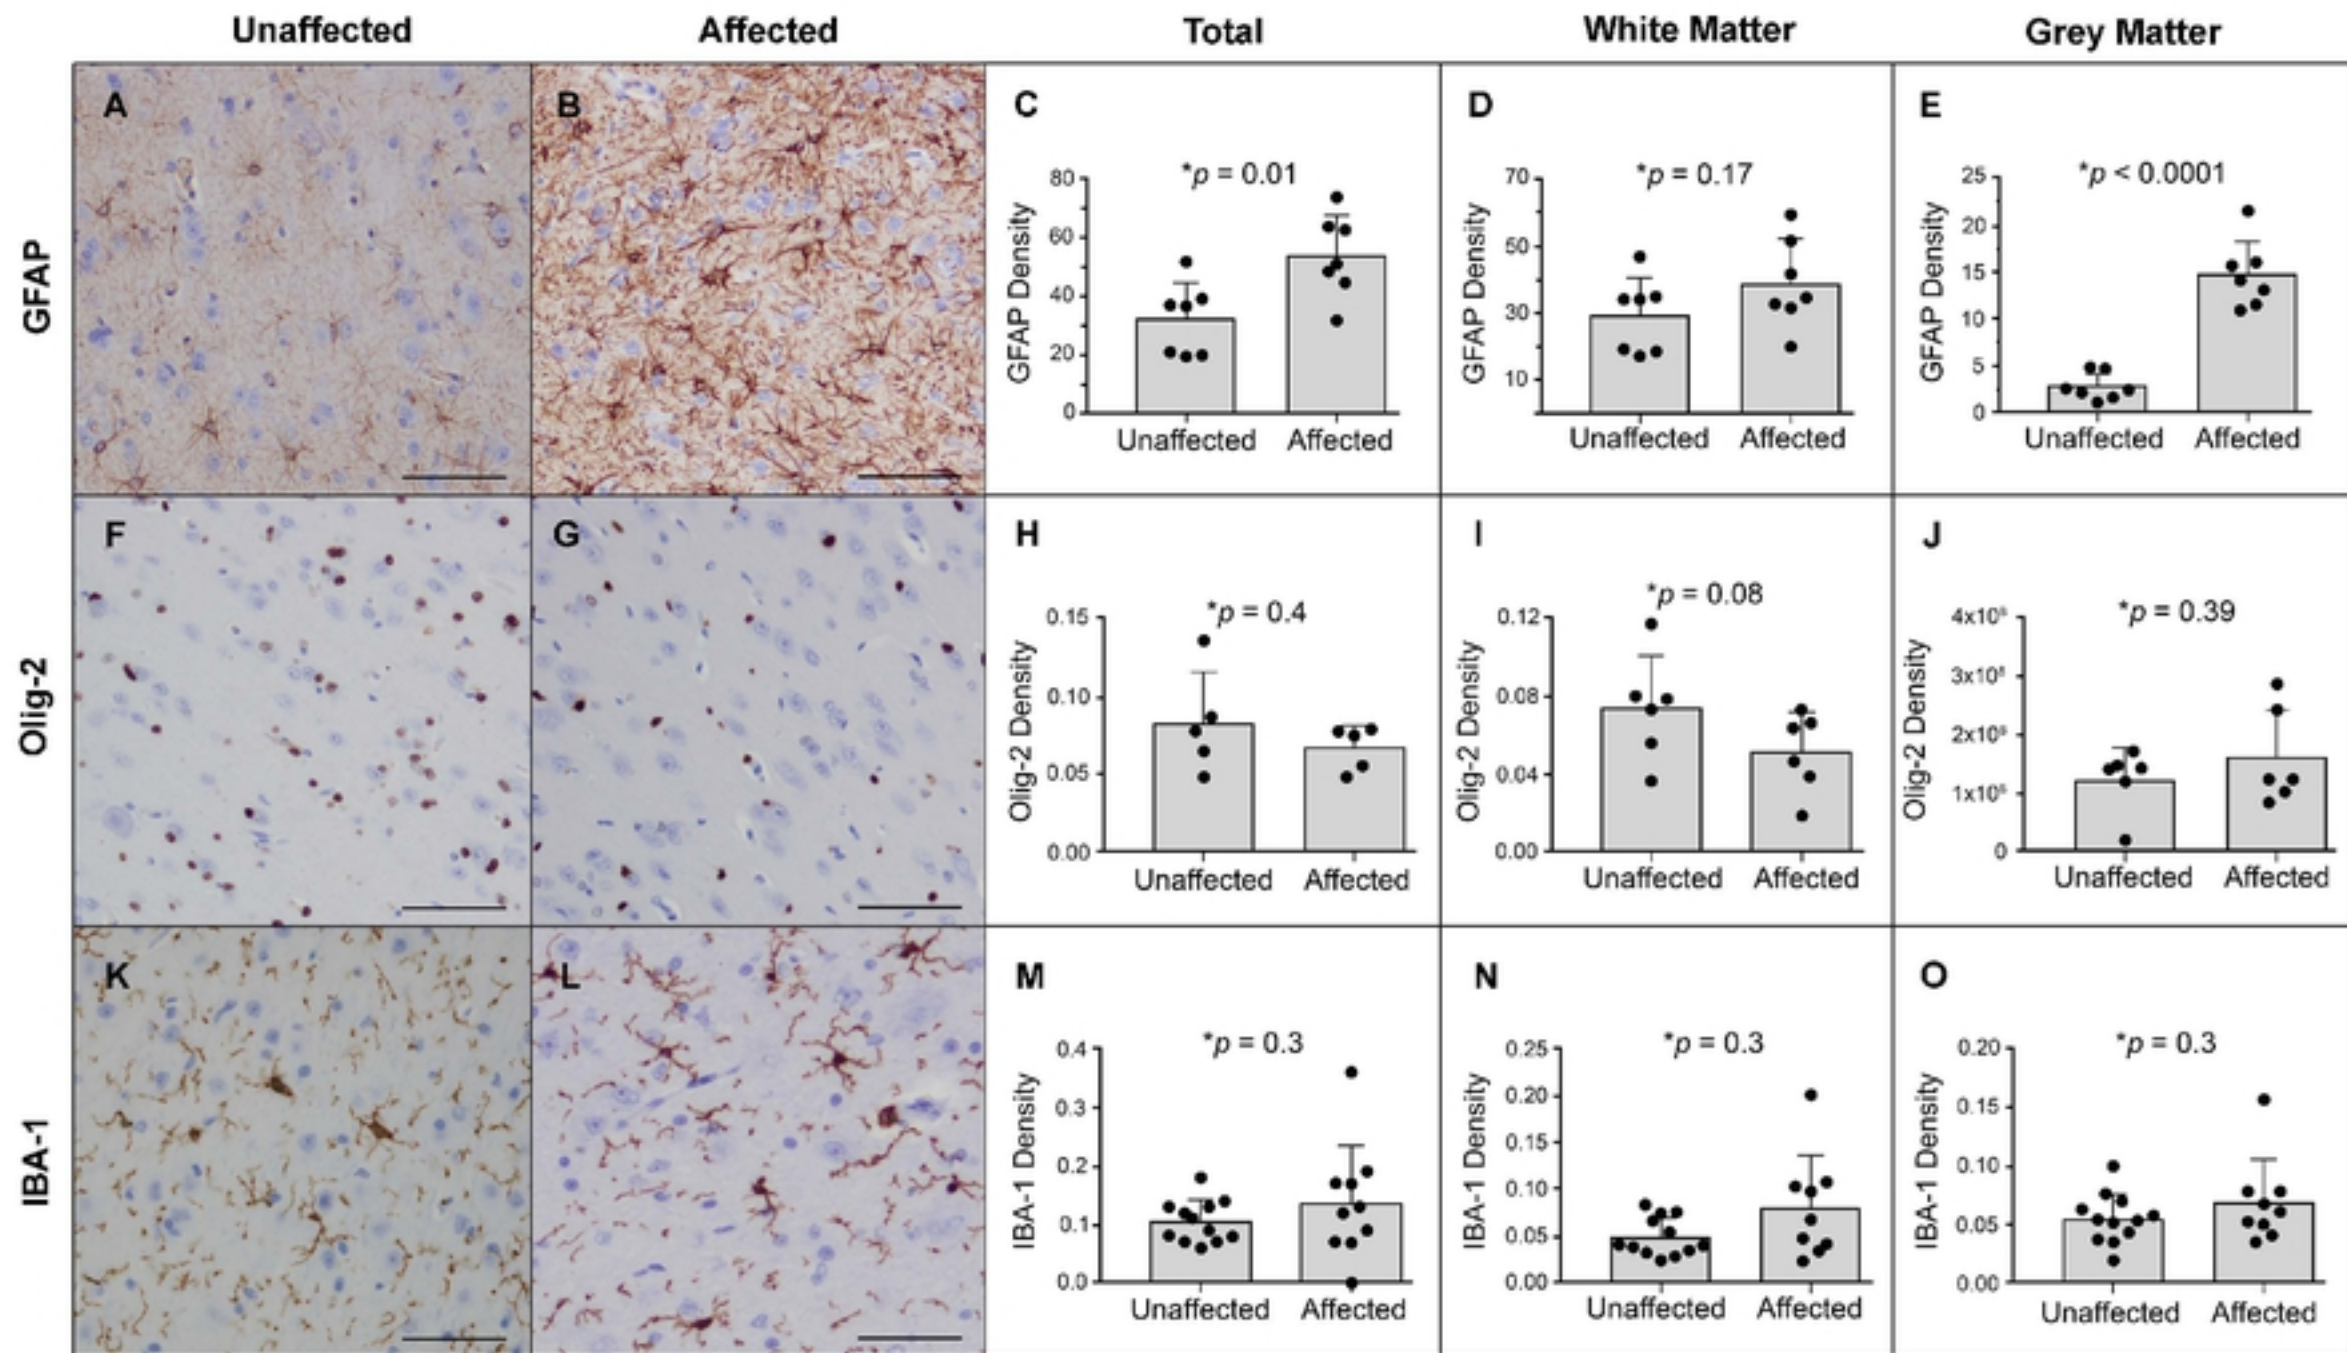 Unaffected Affected Total White Matter Grey Matter
GFAP
A B C D E
*p = 0.01
GFAP Density
80
60
40
20
0
Unaffected Affected
*p = 0.17
GFAP Density
70
50
30
10
Unaffected Affected
*p < 0.0001
GFAP Density
25
20
15
10
5
0
Unaffected Affected
Olig-2
F G H I J
*p = 0.4
Olig-2 Density
0.15
0.10
0.05
0.00
Unaffected Affected
*p = 0.08
Olig-2 Density
0.12
0.08
0.04
0.00
Unaffected Affected
*p = 0.39
Olig-2 Density
0
Unaffected Affected
IBA-1
K L M N O
*p = 0.3
IBA-1 Density
0.4
0.3
0.2
0.1
0.0
Unaffected Affected
*p = 0.3
IBA-1 Density
0.25
0.20
0.15
0.10
0.05
0.00
Unaffected Affected
*p = 0.3
IBA-1 Density
0.20
0.15
0.10
0.05
0.00
Unaffected Affected